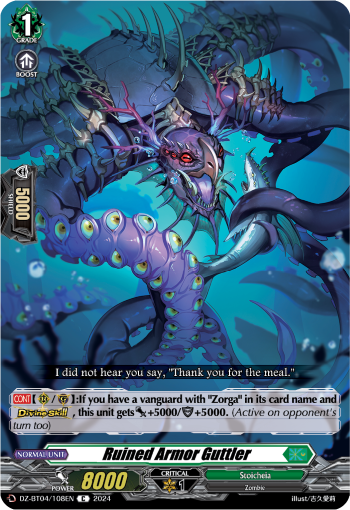 1
GRADE
BOOST
5000
SHIELD
I did not hear you say, "Thank you for the meal."
CONT【 / 】:If you have a vanguard with "Zorga" in its card name and
Divine Skill , this unit gets +5000/ +5000. (Active on opponent's
turn too)
NORMAL UNIT
Ruined Armor Guttler
POWER 8000
CRITICAL
1
Stoicheia
Zombie
DZ-BT04/108EN C 2024
illust/古久愛莉